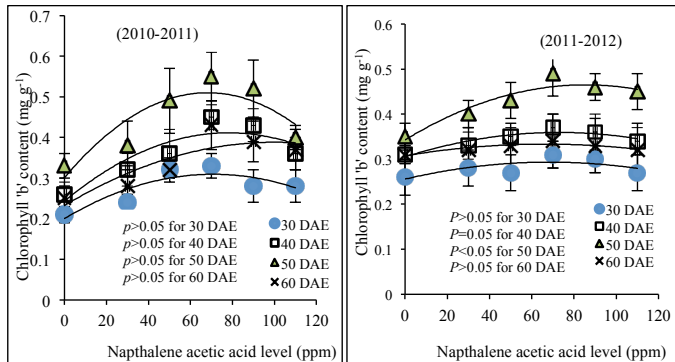 (2010-2011)
Chlorophyll 'b' content (mg g-1)
0.7
0.6
0.5
0.4
0.3
0.2
0.1
0
p>0.05 for 30 DAE
p>0.05 for 40 DAE
p>0.05 for 50 DAE
p>0.05 for 60 DAE
30 DAE
40 DAE
50 DAE
60 DAE
0 20 40 60 80 100 120
Napthalene acetic acid level (ppm)
(2011-2012)
Chlorophyll 'b' content (mg g-1)
0.6
0.5
0.4
0.3
0.2
0.1
0
P>0.05 for 30 DAE
P=0.05 for 40 DAE
P<0.05 for 50 DAE
P>0.05 for 60 DAE
30 DAE
40 DAE
50 DAE
60 DAE
0 20 40 60 80 100 120
Napthalene acetic acid level (ppm)